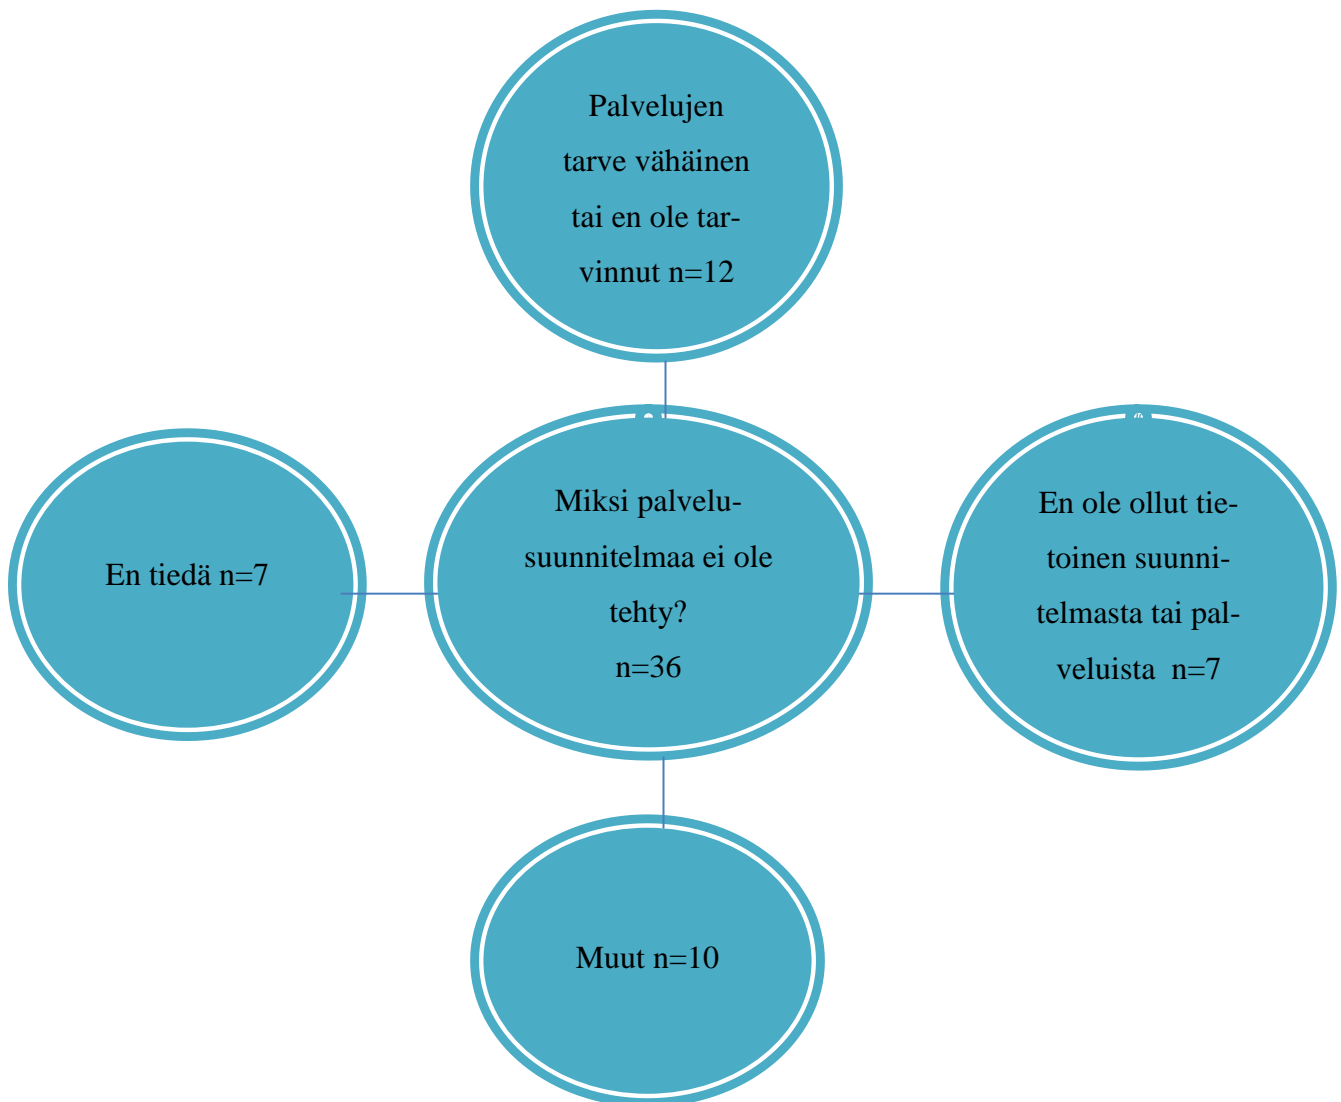 Palvelujen
tarve vähäinen
tai en ole tar-
vinnut n=12
En tiedä n=7
Miksi palvelu-
suunnitelmaa ei ole
tehty?
n=36
En ole ollut tie-
toinen suunni-
telmasta tai pal-
veluista  n=7
Muut n=10